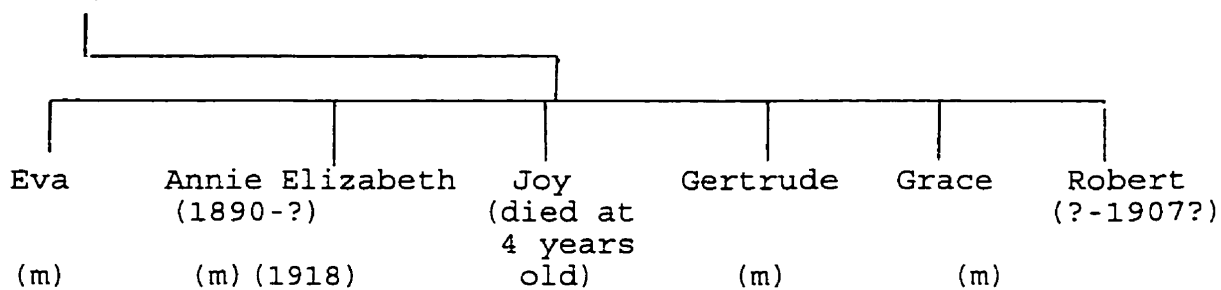 Eva Annie Elizabeth Joy Gertrude Grace Robert
(1890-?) (died at (?-1907?)
4 years
(m) (m) (1918) old) (m) (m)